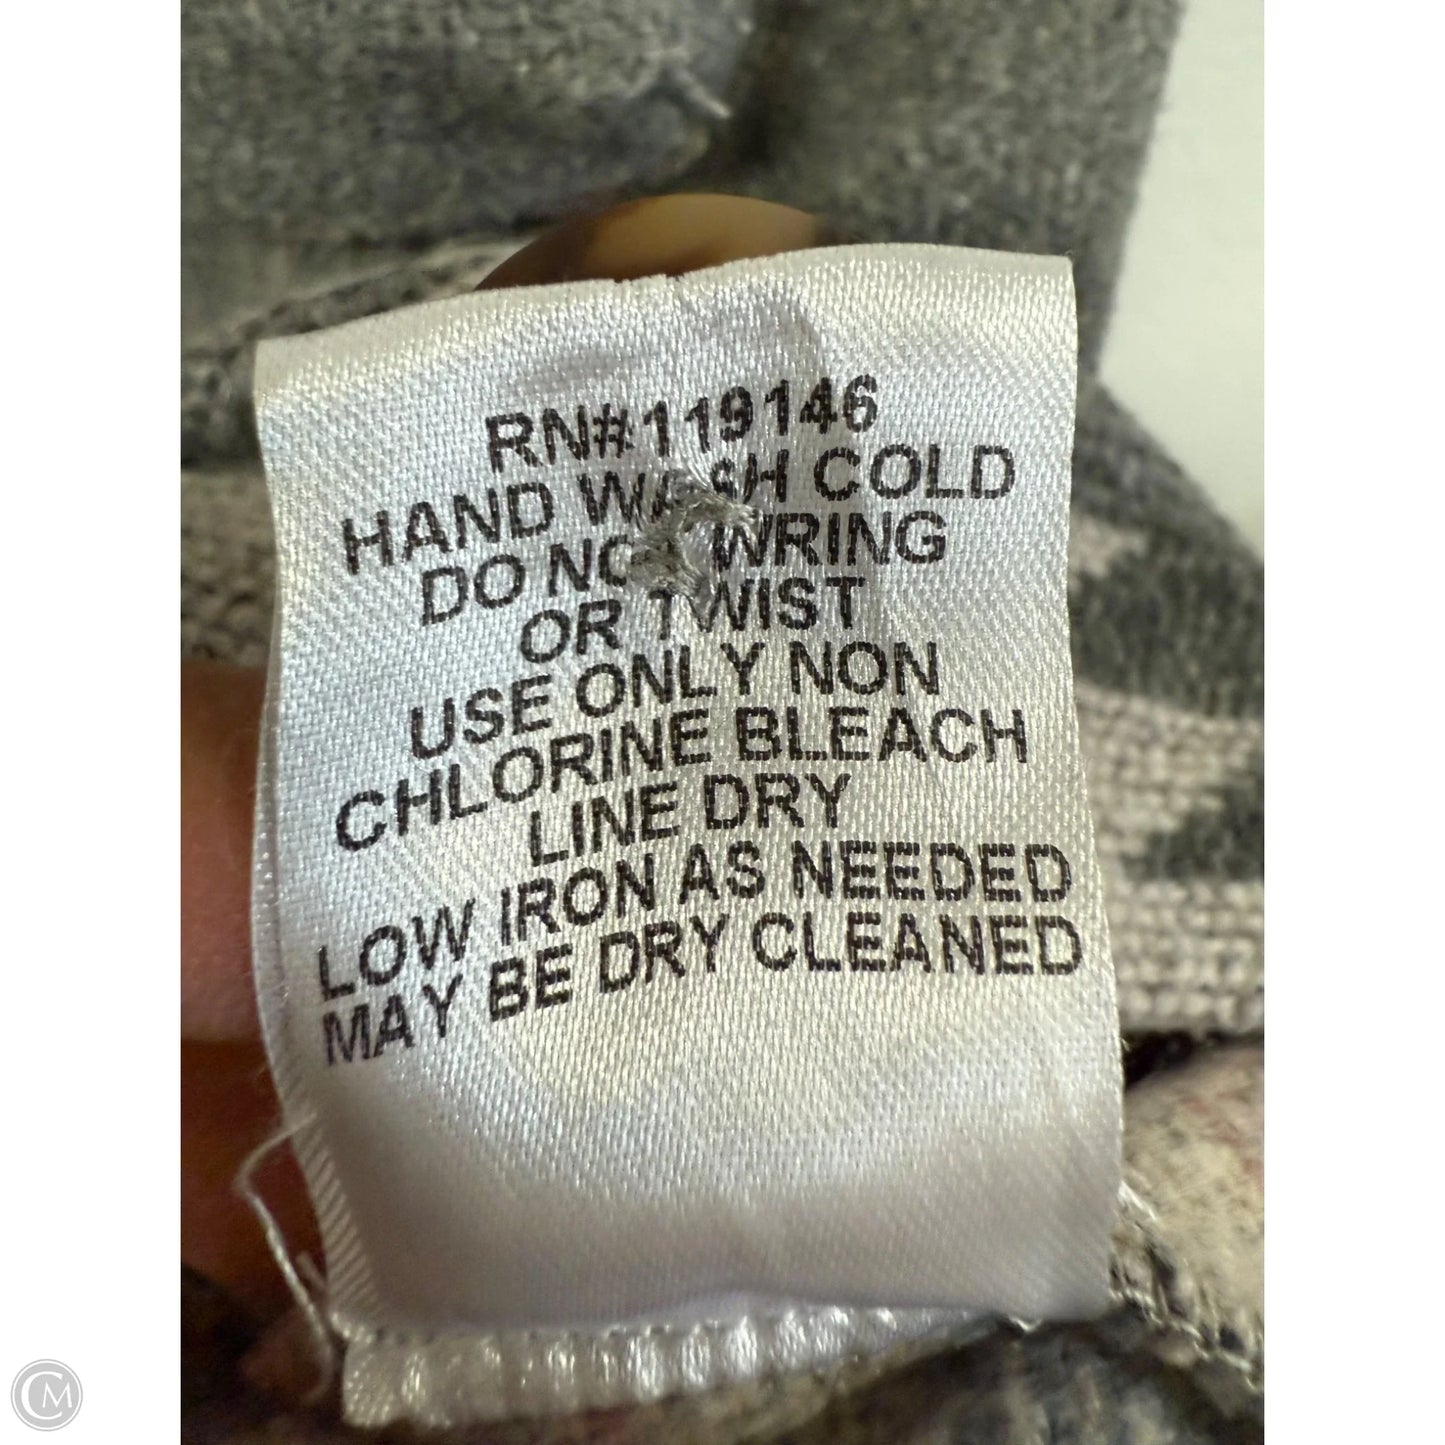 RN#119146
HAND WASH COLD
DO NOT WRING
OR TWIST
USE ONLY NON
CHLORINE BLEACH
LINE DRY
LOW IRON AS NEEDED
MAY BE DRY CLEANED
CM